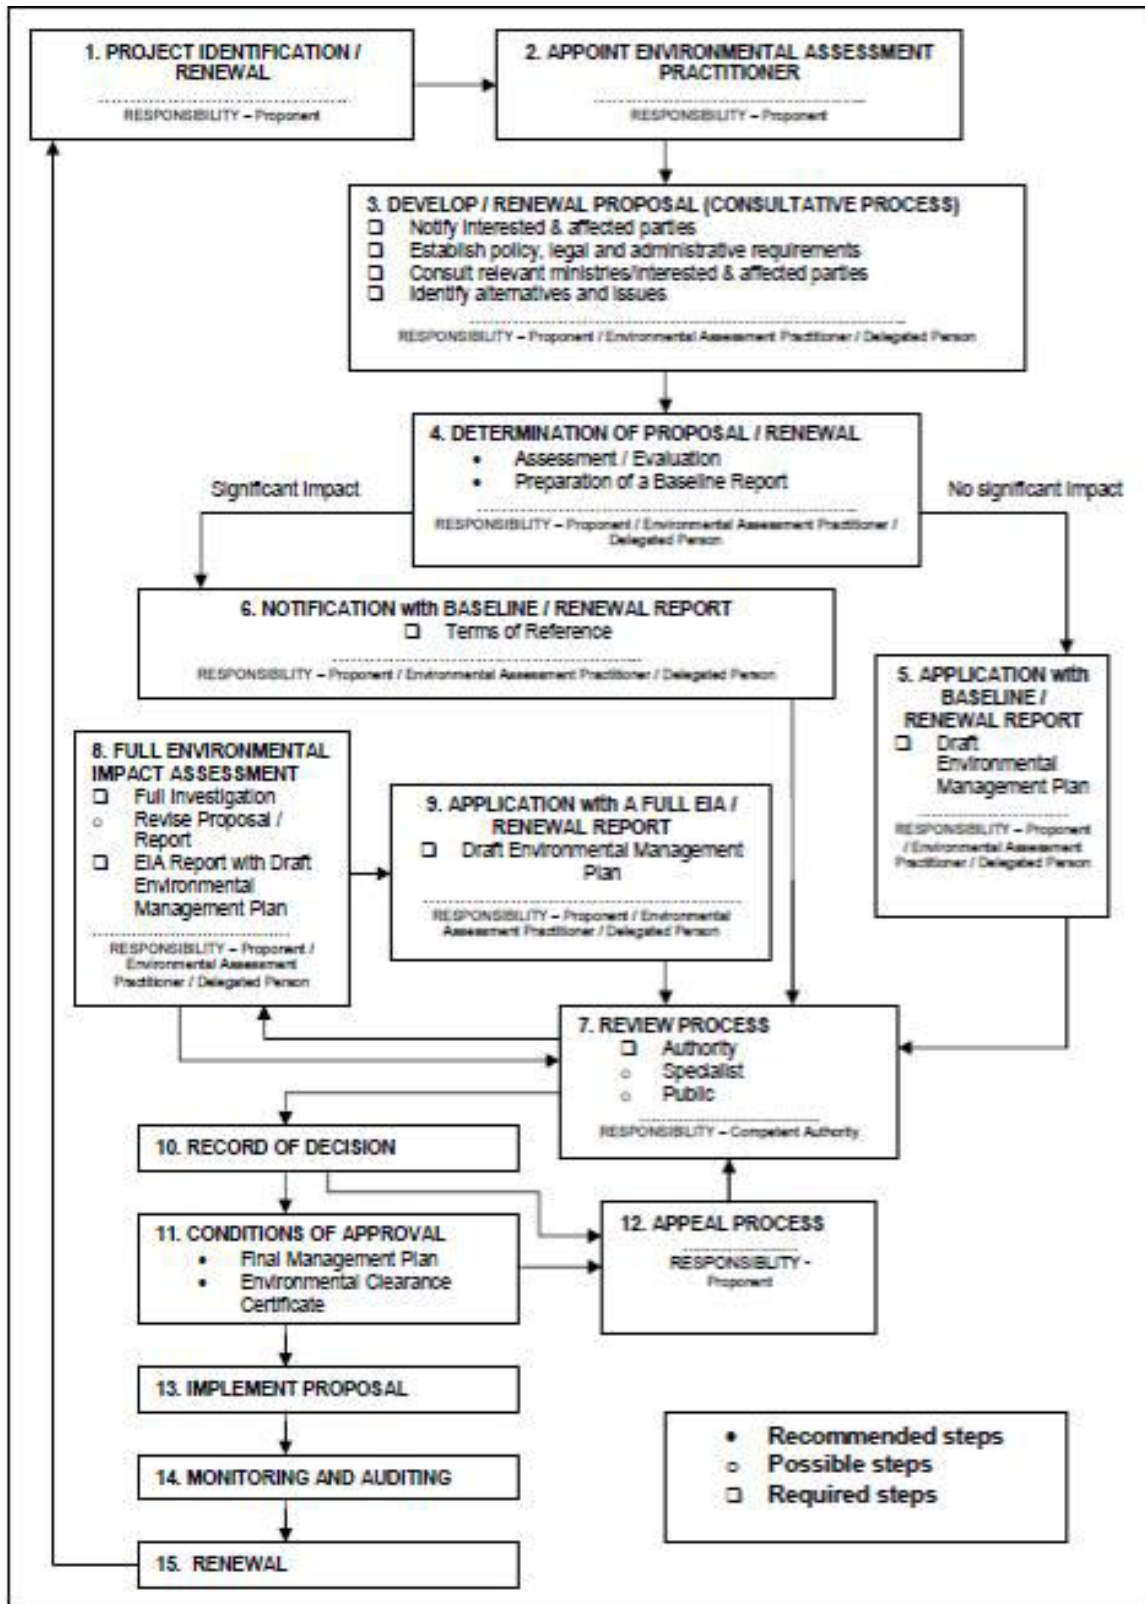 1. PROJECT IDENTIFICATION /
RENEWAL
RESPONSIBILITY – Proponent
2. APPOINT ENVIRONMENTAL ASSESSMENT
PRACTITIONER
RESPONSIBILITY – Proponent
3. DEVELOP / RENEWAL PROPOSAL (CONSULTATIVE PROCESS)
❑ Notify interested & affected parties
❑ Establish policy, legal and administrative requirements
❑ Consult relevant ministries/interested & affected parties
❑ Identify alternatives and issues
RESPONSIBILITY – Proponent / Environmental Assessment Practitioner / Delegated Person
4. DETERMINATION OF PROPOSAL / RENEWAL
• Assessment / Evaluation
• Preparation of a Baseline Report
RESPONSIBILITY – Proponent / Environmental Assessment Practitioner /
Delegated Person
Significant Impact
No significant impact
6. NOTIFICATION with BASELINE / RENEWAL REPORT
❑ Terms of Reference
RESPONSIBILITY – Proponent / Environmental Assessment Practitioner / Delegated Person
5. APPLICATION with
BASELINE /
RENEWAL REPORT
❑ Draft
Environmental
Management Plan
RESPONSIBILITY – Proponent
/ Environmental Assessment
Practitioner / Delegated Person
8. FULL ENVIRONMENTAL
IMPACT ASSESSMENT
❑ Full Investigation
○ Revise Proposal /
Report
❑ EIA Report with Draft
Environmental
Management Plan
RESPONSIBILITY – Proponent /
Environmental Assessment
Practitioner / Delegated Person
9. APPLICATION with A FULL EIA /
RENEWAL REPORT
❑ Draft Environmental Management
Plan
RESPONSIBILITY – Proponent / Environmental
Assessment Practitioner / Delegated Person
7. REVIEW PROCESS
❑ Authority
○ Specialist
○ Public
RESPONSIBILITY – Competent Authority
10. RECORD OF DECISION
11. CONDITIONS OF APPROVAL
• Final Management Plan
• Environmental Clearance
Certificate
12. APPEAL PROCESS
RESPONSIBLITY -
Proponent
13. IMPLEMENT PROPOSAL
14. MONITORING AND AUDITING
15. RENEWAL
• Recommended steps
○ Possible steps
❑ Required steps